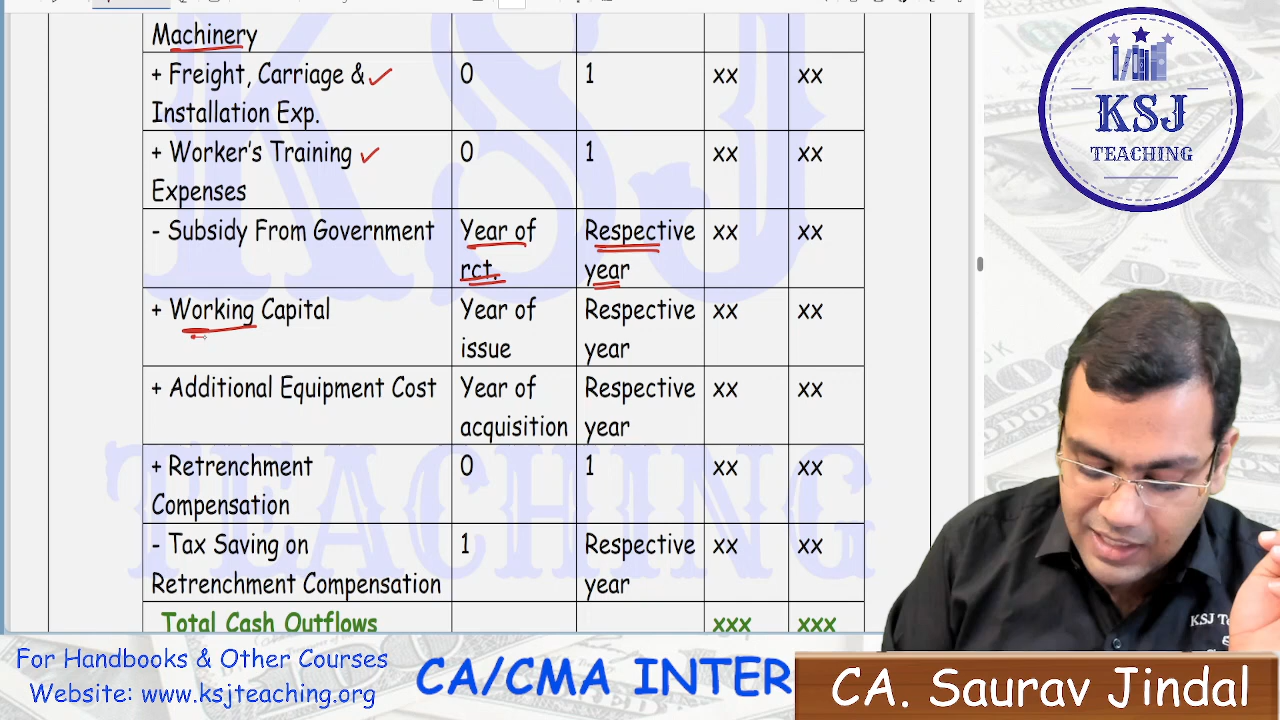 Machinery
+ Freight, Carriage & 0 1 xx xx
Installation Exp.
+ Worker's Training 0 1 xx xx
Expenses
- Subsidy From Government Year of Respective xx xx
rct. year
+ Working Capital Year of Respective xx xx
issue year
+ Additional Equipment Cost Year of Respective xx xx
acquisition year
+ Retrenchment 0 1 xx xx
Compensation
- Tax Saving on 1 Respective xx xx
Retrenchment Compensation year
Total Cash Outflows xxx xxx
KSJ
TEACHING
KSJ
TEACHING
For Handbooks & Other Courses
Website: www.ksjteaching.org
CA/CMA INTER
CA. Saurav Jindal